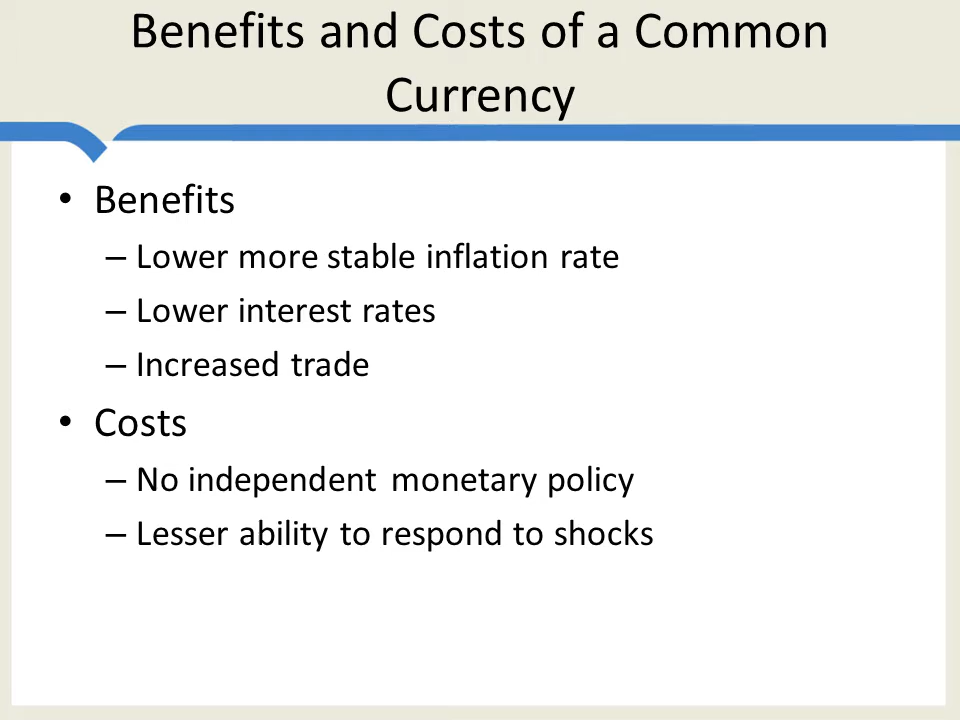 Benefits and Costs of a Common
Currency
• Benefits
– Lower more stable inflation rate
– Lower interest rates
– Increased trade
• Costs
– No independent monetary policy
– Lesser ability to respond to shocks